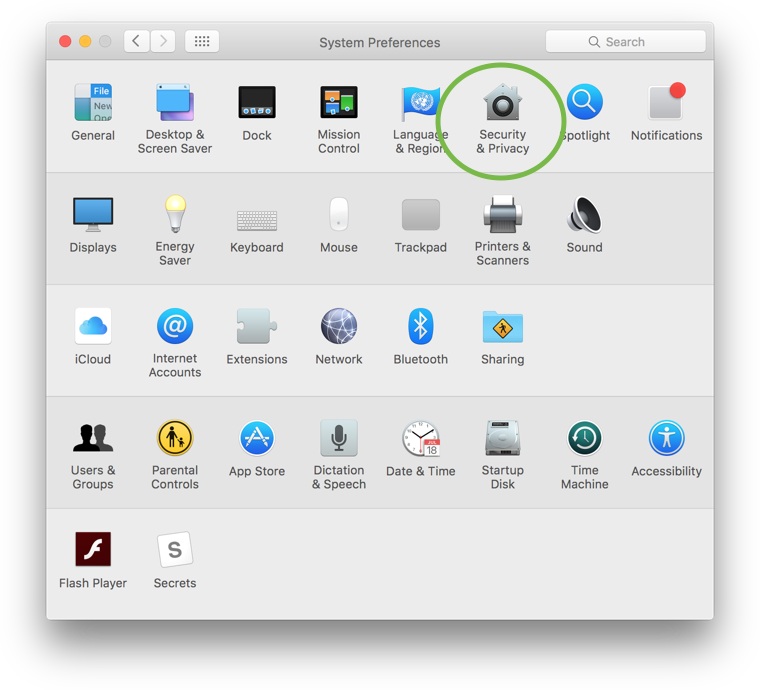 System Preferences
Search
File
New
General
Desktop &
Screen Saver
Dock
Mission
Control
Language
& Region
Security
& Privacy
Spotlight
Notifications
Displays
Energy
Saver
Keyboard
Mouse
Trackpad
Printers &
Scanners
Sound
iCloud
@
Internet
Accounts
Extensions
Network
Bluetooth
Sharing
Users &
Groups
Parental
Controls
App Store
Dictation
& Speech
JUL
18
Date & Time
Startup
Disk
Time
Machine
Accessibility
Flash Player
S
Secrets